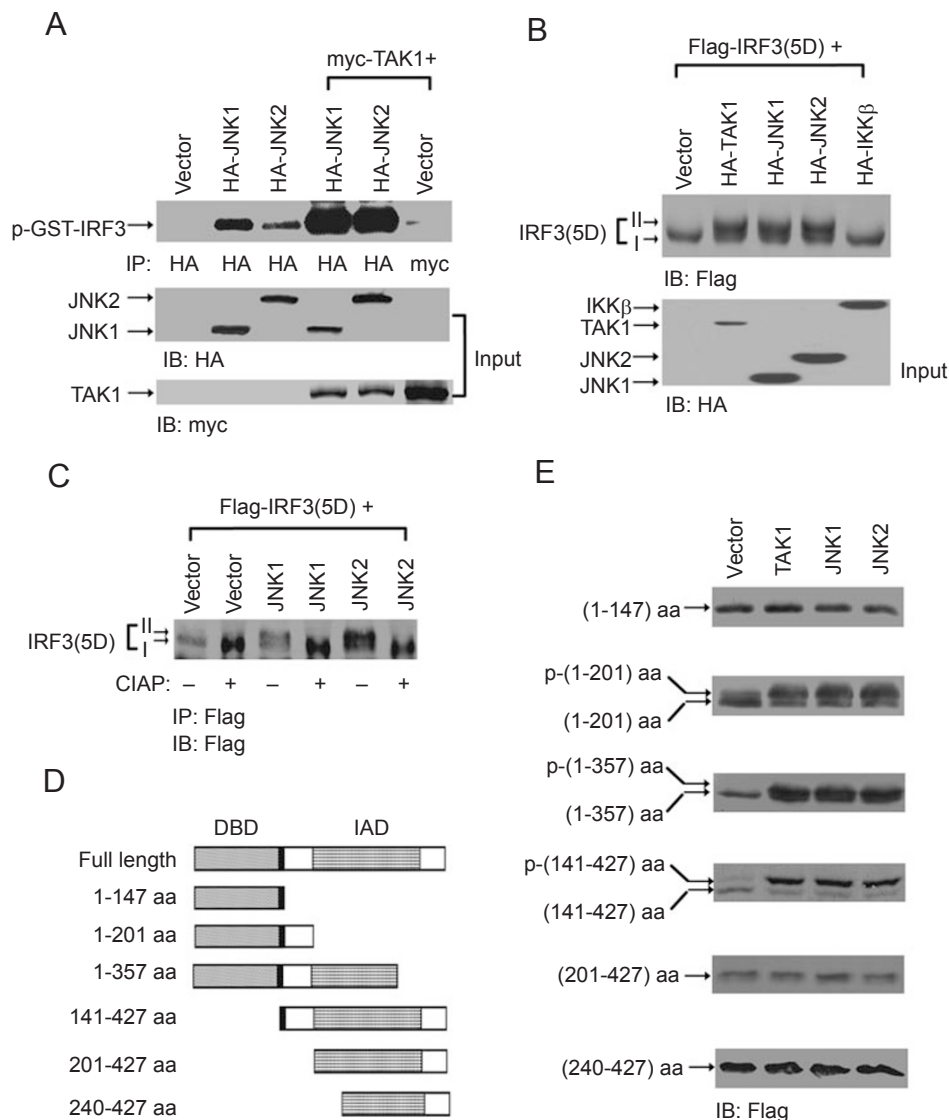 A
myc-TAK1+
Vector
HA-JNK1
HA-JNK2
HA-JNK1
HA-JNK2
Vector
p-GST-IRF3
IP: HA HA HA HA HA myc
JNK2
JNK1
IB: HA
Input
TAK1
IB: myc
B
Flag-IRF3(5D) +
Vector
HA-TAK1
HA-JNK1
HA-JNK2
HA-IKKβ
IRF3(5D)
II
I
IB: Flag
IKKβ
TAK1
JNK2
JNK1
Input
IB: HA
C
Flag-IRF3(5D) +
Vector
Vector
JNK1
JNK1
JNK2
JNK2
IRF3(5D)
II
I
CIAP: – + – + – +
IP: Flag
IB: Flag
D
DBD IAD
Full length
1-147 aa
1-201 aa
1-357 aa
141-427 aa
201-427 aa
240-427 aa
E
Vector
TAK1
JNK1
JNK2
(1-147) aa
p-(1-201) aa
(1-201) aa
p-(1-357) aa
(1-357) aa
p-(141-427) aa
(141-427) aa
(201-427) aa
(240-427) aa
IB: Flag